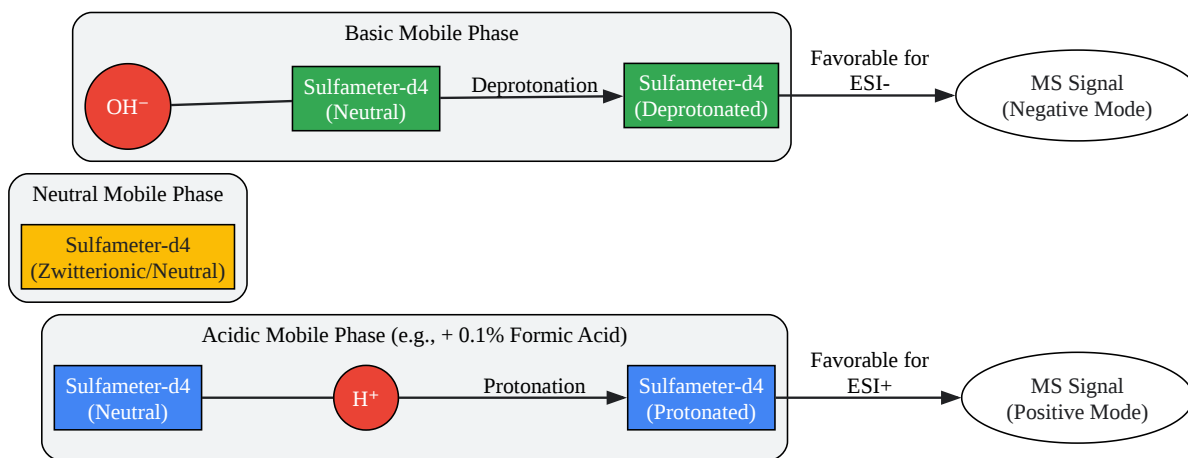 Basic Mobile Phase
OH⁻
Sulfameter-d4
(Neutral)
Deprotonation
Sulfameter-d4
(Deprotonated)
Favorable for
ESI-
MS Signal
(Negative Mode)
Neutral Mobile Phase
Sulfameter-d4
(Zwitterionic/Neutral)
Acidic Mobile Phase (e.g., + 0.1% Formic Acid)
Sulfameter-d4
(Neutral)
H⁺
Protonation
Sulfameter-d4
(Protonated)
Favorable for
ESI+
MS Signal
(Positive Mode)